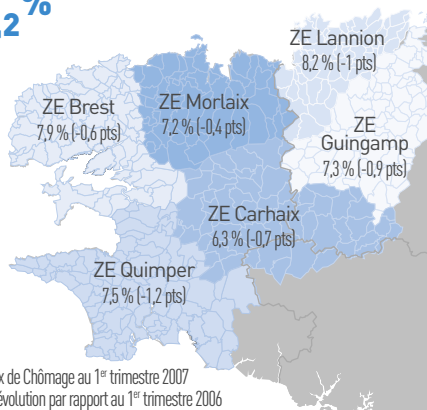 ,2 %
ZE Lannion
8,2 % (-1 pts)
ZE Brest
7,9 % (-0,6 pts)
ZE Morlaix
7,2 % (-0,4 pts)
ZE
Guingamp
7,3 % (-0,9 pts)
ZE Carhaix
6,3 % (-0,7 pts)
ZE Quimper
7,5 % (-1,2 pts)
x de Chômage au 1er trimestre 2007
évolution par rapport au 1er trimestre 2006